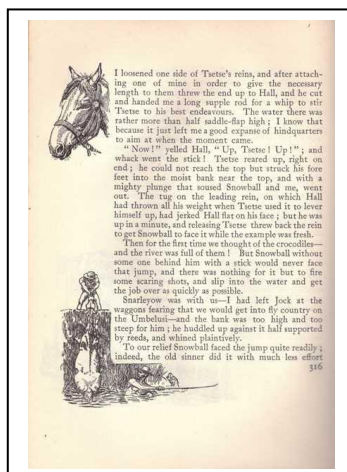 I loosened one side of Tsetse's reins, and after attach-
ing one of mine in order to give the necessary
length to them threw the end up to Hall, and he cut
and handed me a long supple rod for a whip to stir
Tsetse to his best endeavours. The water there was
rather more than half saddle-flap high; I know that
because it just left me a good expanse of hindquarters
to aim at when the moment came.
"Now!" yelled Hall, "Up, Tsetse! Up!"; and
whack went the stick! Tsetse reared up, right on
end; he could not reach the top but struck his fore
feet into the moist bank near the top, and with a
mighty plunge that soused Snowball and me, went
out. The tug on the leading rein, on which Hall
had thrown all his weight when Tsetse used it to lever
himself up, had jerked Hall flat on his face; but he was
up in a minute, and releasing Tsetse threw back the rein
to get Snowball to face it while the example was fresh.
Then for the first time we thought of the crocodiles—
and the river was full of them! But Snowball without
some one behind him with a stick would never face
that jump, and there was nothing for it but to fire
some scaring shots, and slip into the water and get
the job over as quickly as possible.
Snarleyow was with us—I had left Jock at the
waggons fearing that we would get into fly country on
the Umbelusi—and the bank was too high and too
steep for him; he huddled up against it half supported
by reeds, and whined plaintively.
To our relief Snowball faced the jump quite readily;
indeed, the old sinner did it with much less effort
316